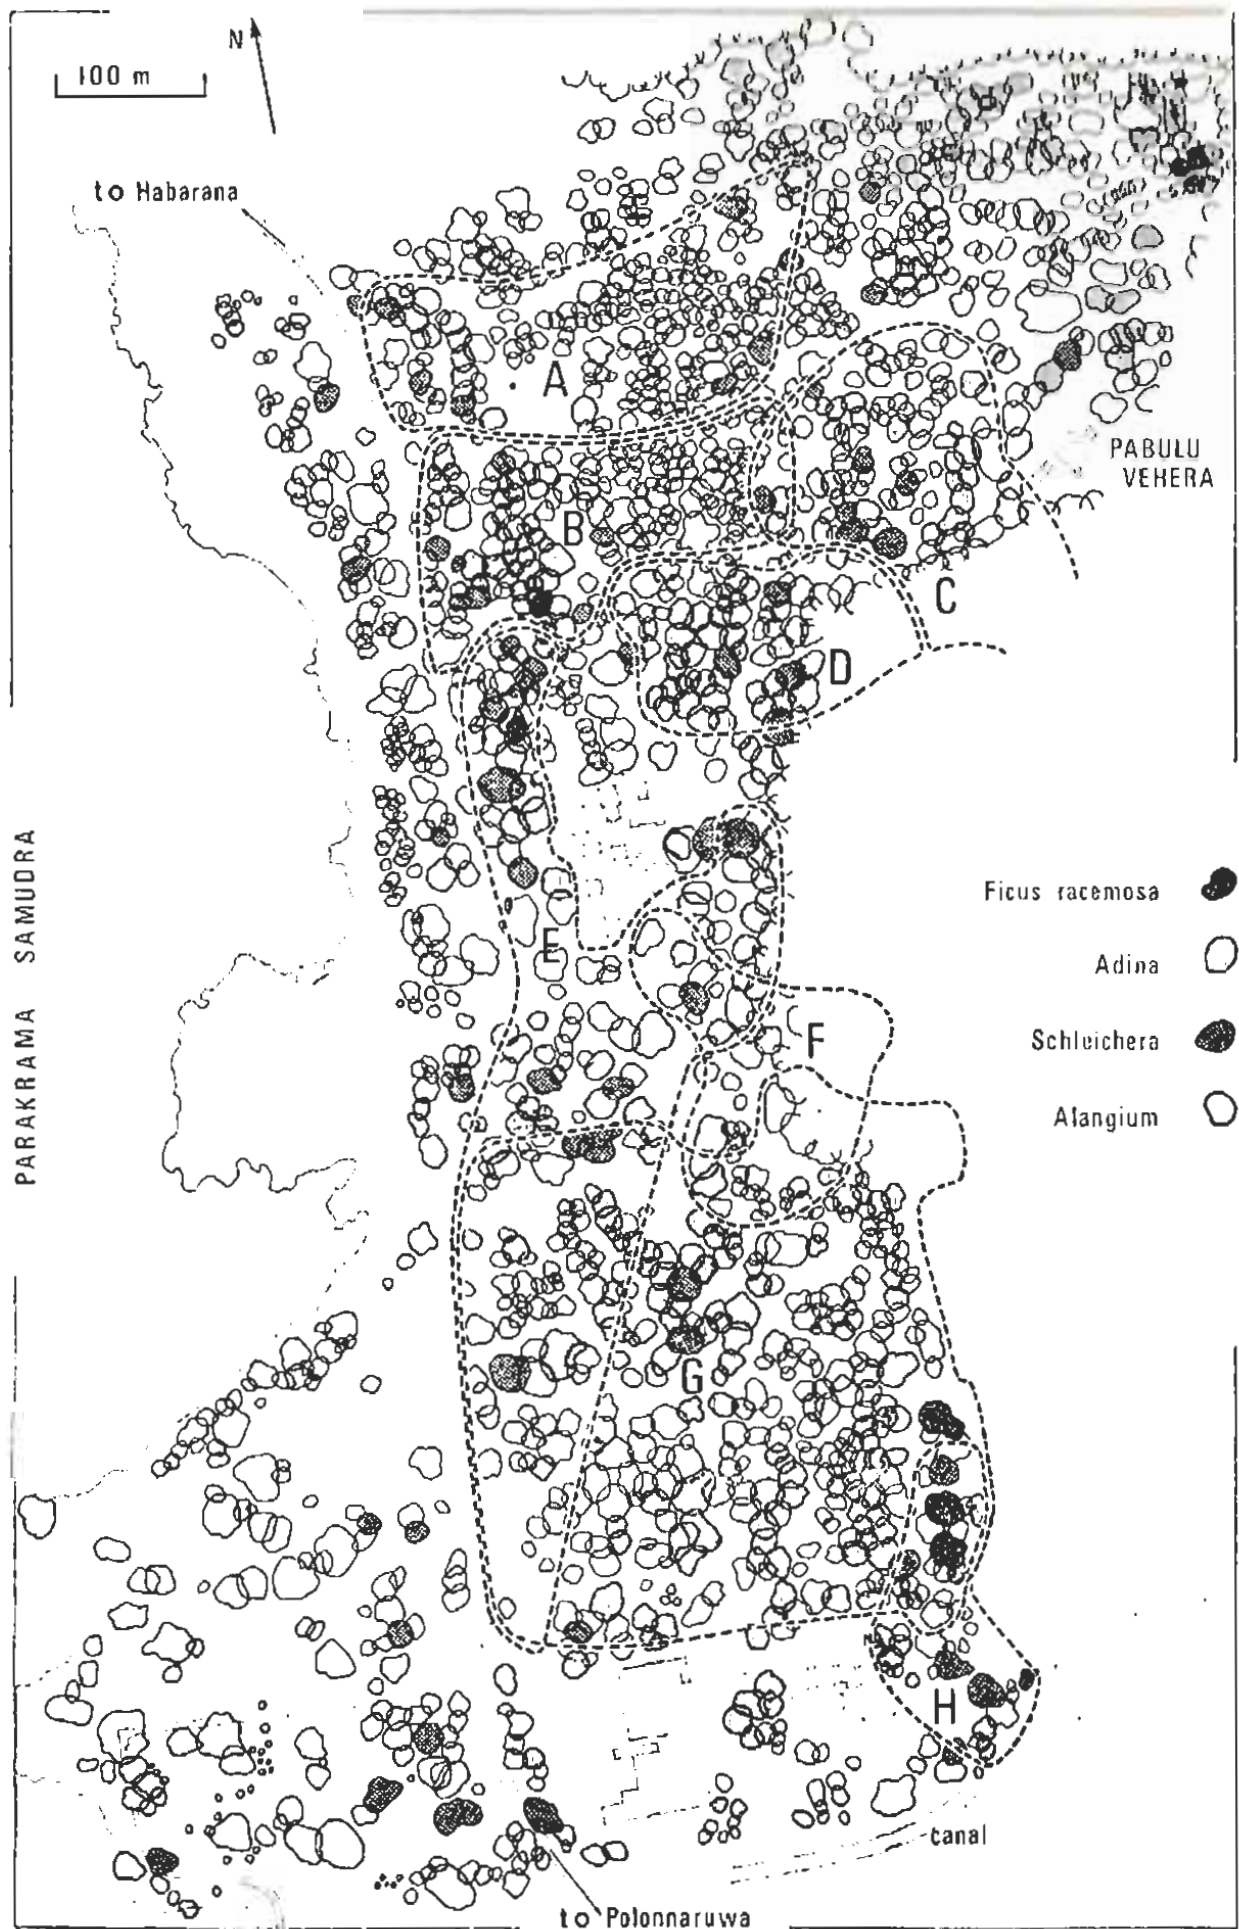 N
100 m
to Habarana
A
PABULU
VEHERA
B
C
D
PARAKRAMA SAMUDRA
Ficus racemosa
E
Adina
F
Schleichera
Alangium
G
H
canal
to Polonnaruwa